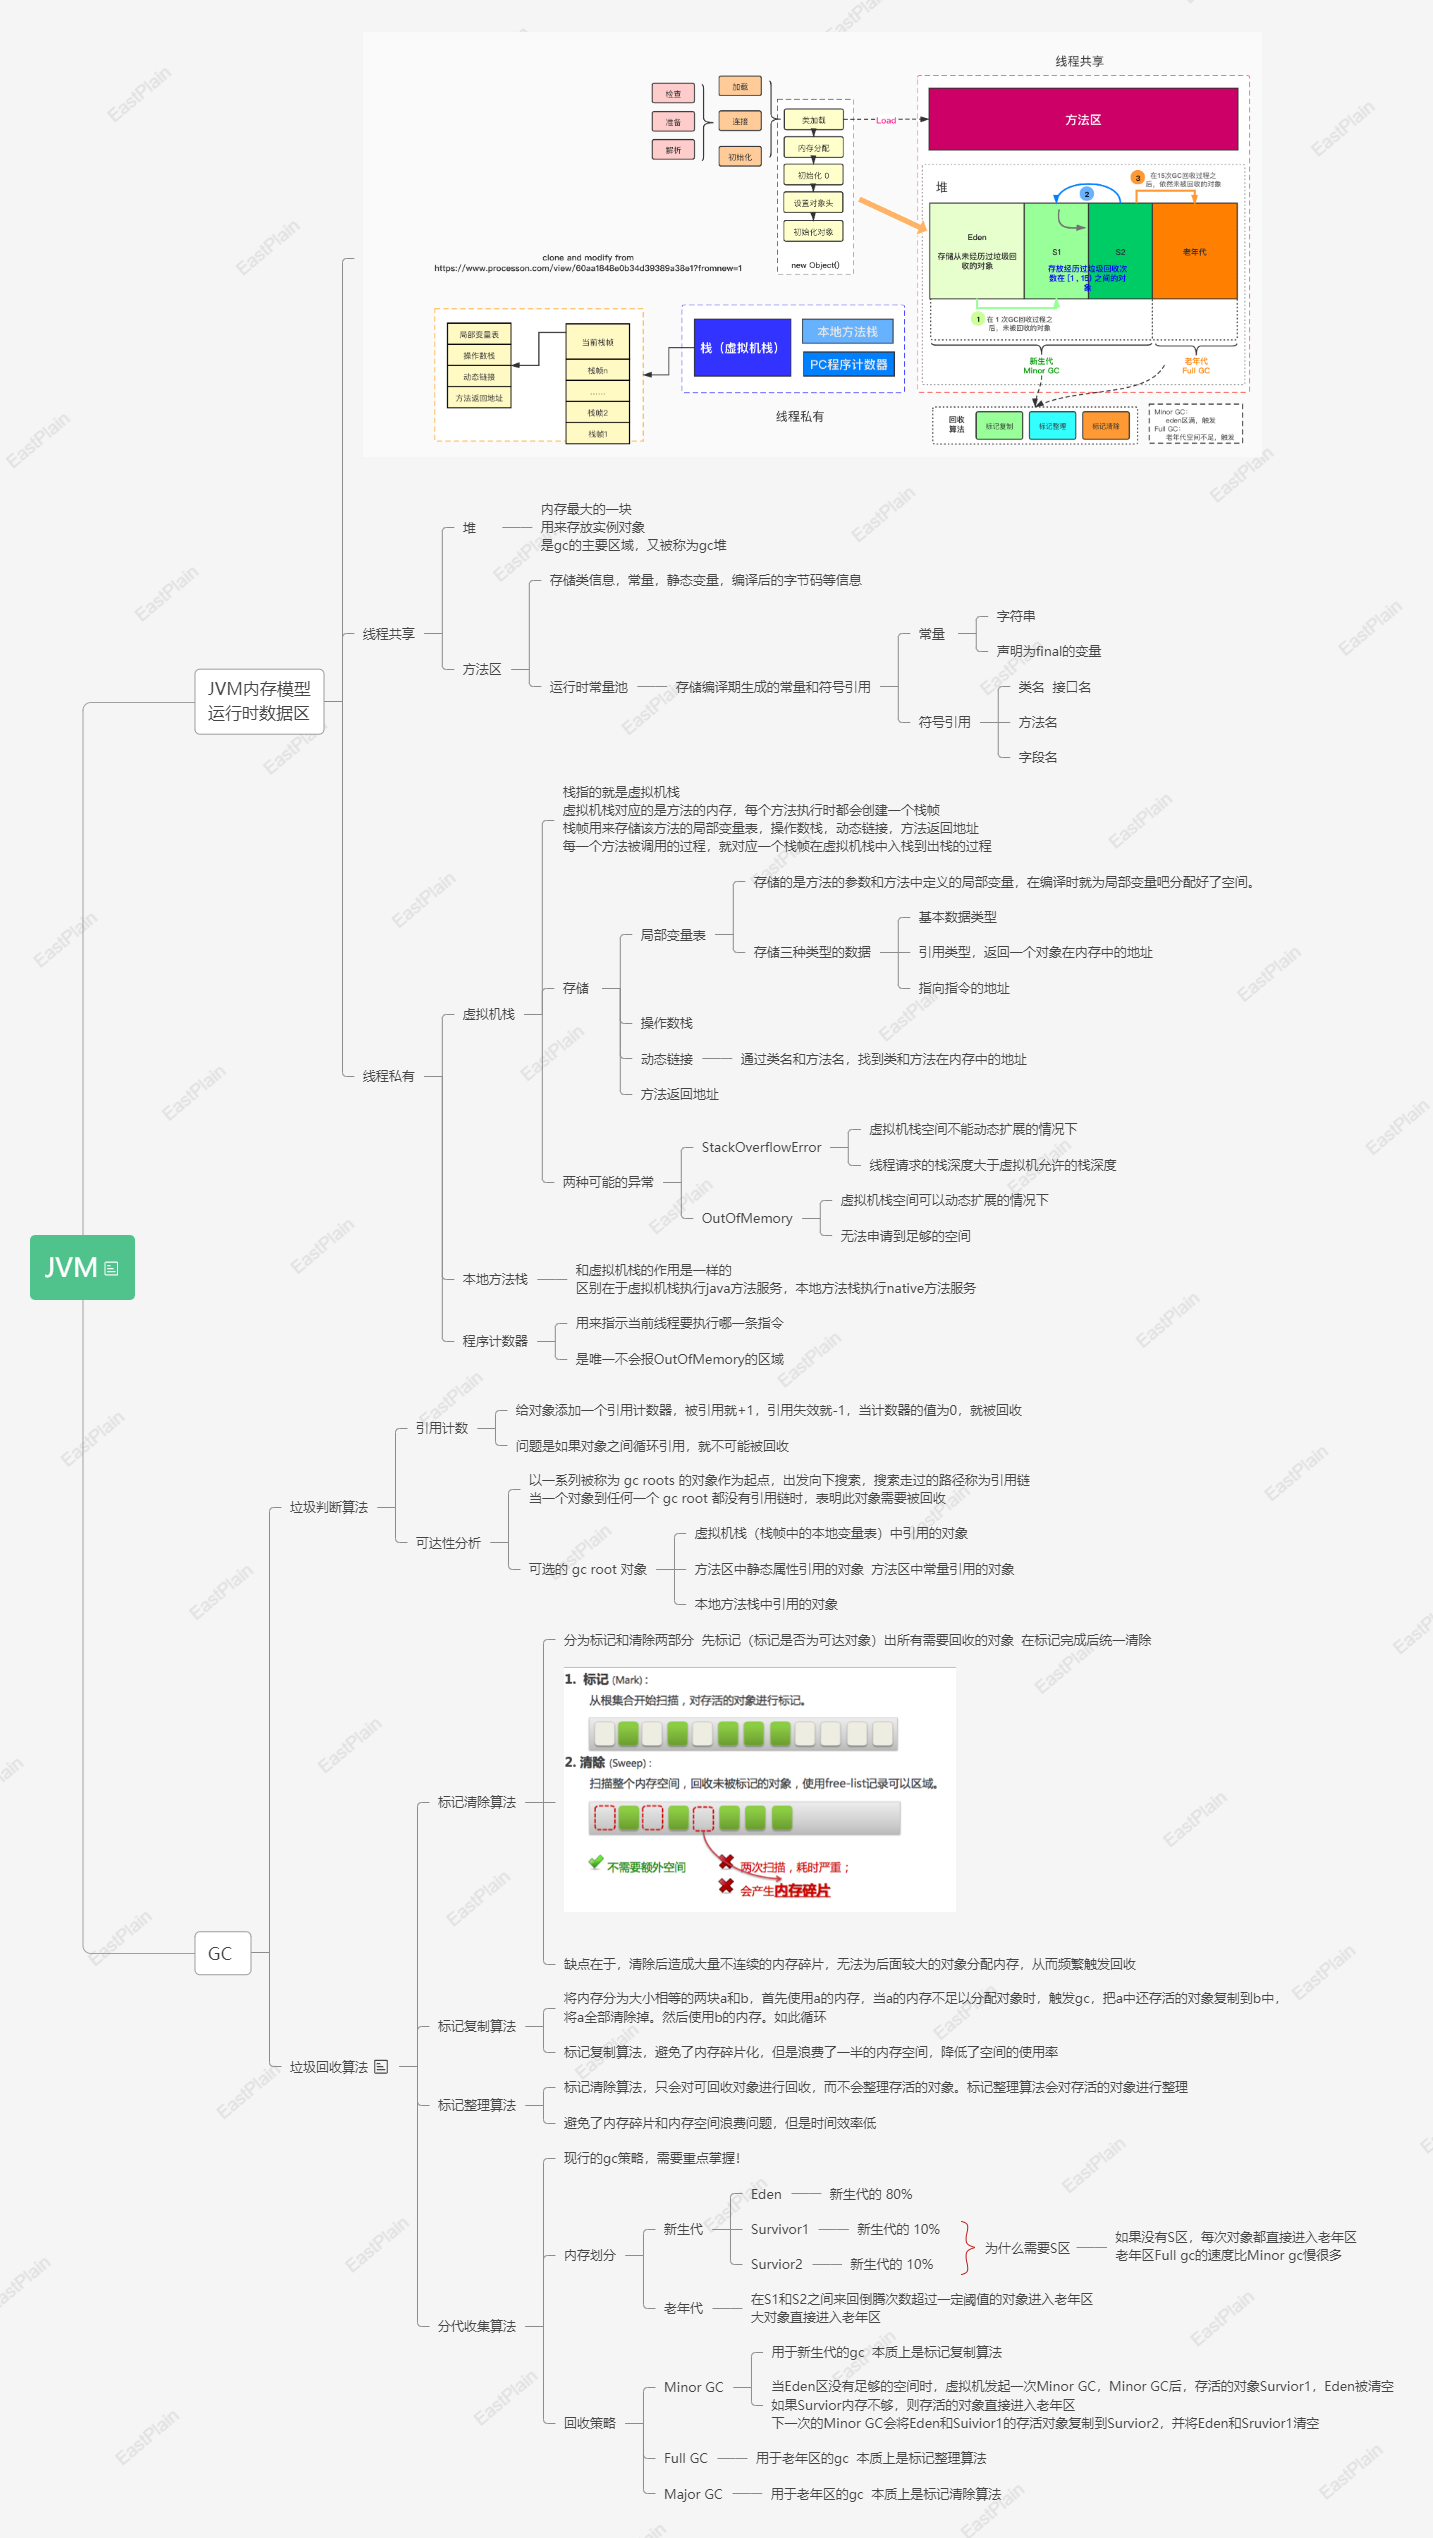 线程共享
检查
准备
解析
加载
连接
初始化
类加载
内存分配
初始化 0
设置对象头
初始化对象
new Object()
Load
方法区
堆
Eden
存储从未经历过垃圾回
收的对象
S1
S2
存放经历过垃圾回收次
数在 [1 , 15) 之间的对
象
老年代
2
3
在15次GC回收过程之
后，依然未被回收的对象
1
在 1 次GC回收过程之
后，未被回收的对象
新生代
Minor GC
老年代
Full GC
回收
算法
标记复制
标记整理
标记清除
Minor GC：
eden区满，触发
Full GC：
老年代空间不足，触发
clone and modify from
https://www.processon.com/view/60aa1848e0b34d39389a38e1?fromnew=1
局部变量表
操作数栈
动态链接
方法返回地址
当前栈帧
栈帧n
......
栈帧2
栈帧1
栈（虚拟机栈）
本地方法栈
PC程序计数器
线程私有
JVM
JVM内存模型
运行时数据区
线程共享
堆
内存最大的一块
用来存放实例对象
是gc的主要区域，又被称为gc堆
方法区
存储类信息，常量，静态变量，编译后的字节码等信息
运行时常量池
存储编译期生成的常量和符号引用
常量
字符串
声明为final的变量
符号引用
类名 接口名
方法名
字段名
线程私有
虚拟机栈
栈指的就是虚拟机栈
虚拟机栈对应的是方法的内存，每个方法执行时都会创建一个栈帧
栈帧用来存储该方法的局部变量表，操作数栈，动态链接，方法返回地址
每一个方法被调用的过程，就对应一个栈帧在虚拟机栈中入栈到出栈的过程
存储
局部变量表
存储的是方法的参数和方法中定义的局部变量，在编译时就为局部变量吧分配好了空间。
存储三种类型的数据
基本数据类型
引用类型，返回一个对象在内存中的地址
指向指令的地址
操作数栈
动态链接
通过类名和方法名，找到类和方法在内存中的地址
方法返回地址
两种可能的异常
StackOverflowError
虚拟机栈空间不能动态扩展的情况下
线程请求的栈深度大于虚拟机允许的栈深度
OutOfMemory
虚拟机栈空间可以动态扩展的情况下
无法申请到足够的空间
本地方法栈
和虚拟机栈的作用是一样的
区别在于虚拟机栈执行java方法服务，本地方法栈执行native方法服务
程序计数器
用来指示当前线程要执行哪一条指令
是唯一不会报OutOfMemory的区域
GC
垃圾判断算法
引用计数
给对象添加一个引用计数器，被引用就+1，引用失效就-1，当计数器的值为0，就被回收
问题是如果对象之间循环引用，就不可能被回收
可达性分析
以一系列被称为 gc roots 的对象作为起点，出发向下搜索，搜索走过的路径称为引用链
当一个对象到任何一个 gc root 都没有引用链时，表明此对象需要被回收
可选的 gc root 对象
虚拟机栈（栈帧中的本地变量表）中引用的对象
方法区中静态属性引用的对象 方法区中常量引用的对象
本地方法栈中引用的对象
垃圾回收算法
标记清除算法
分为标记和清除两部分 先标记（标记是否为可达对象）出所有需要回收的对象 在标记完成后统一清除
1. 标记 (Mark)：
从根集合开始扫描，对存活的对象进行标记。
2. 清除 (Sweep)：
扫描整个内存空间，回收未被标记的对象，使用free-list记录可以区域。
不需要额外空间
两次扫描，耗时严重；
会产生内存碎片
缺点在于，清除后造成大量不连续的内存碎片，无法为后面较大的对象分配内存，从而频繁触发回收
标记复制算法
将内存分为大小相等的两块a和b，首先使用a的内存，当a的内存不足以分配对象时，触发gc，把a中还存活的对象复制到b中，
将a全部清除掉。然后使用b的内存。如此循环
标记复制算法，避免了内存碎片化，但是浪费了一半的内存空间，降低了空间的使用率
标记整理算法
标记清除算法，只会对可回收对象进行回收，而不会整理存活的对象。标记整理算法会对存活的对象进行整理
避免了内存碎片和内存空间浪费问题，但是时间效率低
分代收集算法
现行的gc策略，需要重点掌握！
内存划分
新生代
Eden
新生代的 80%
Survivor1
新生代的 10%
Survior2
新生代的 10%
为什么需要S区
如果没有S区，每次对象都直接进入老年区
老年区Full gc的速度比Minor gc慢很多
老年代
在S1和S2之间来回倒腾次数超过一定阈值的对象进入老年区
大对象直接进入老年区
回收策略
Minor GC
用于新生代的gc 本质上是标记复制算法
当Eden区没有足够的空间时，虚拟机发起一次Minor GC，Minor GC后，存活的对象Survior1，Eden被清空
如果Survior内存不够，则存活的对象直接进入老年区
下一次的Minor GC会将Eden和Suivior1的存活对象复制到Survior2，并将Eden和Sruvior1清空
Full GC
用于老年区的gc 本质上是标记整理算法
Major GC
用于老年区的gc 本质上是标记清除算法
EastPlain